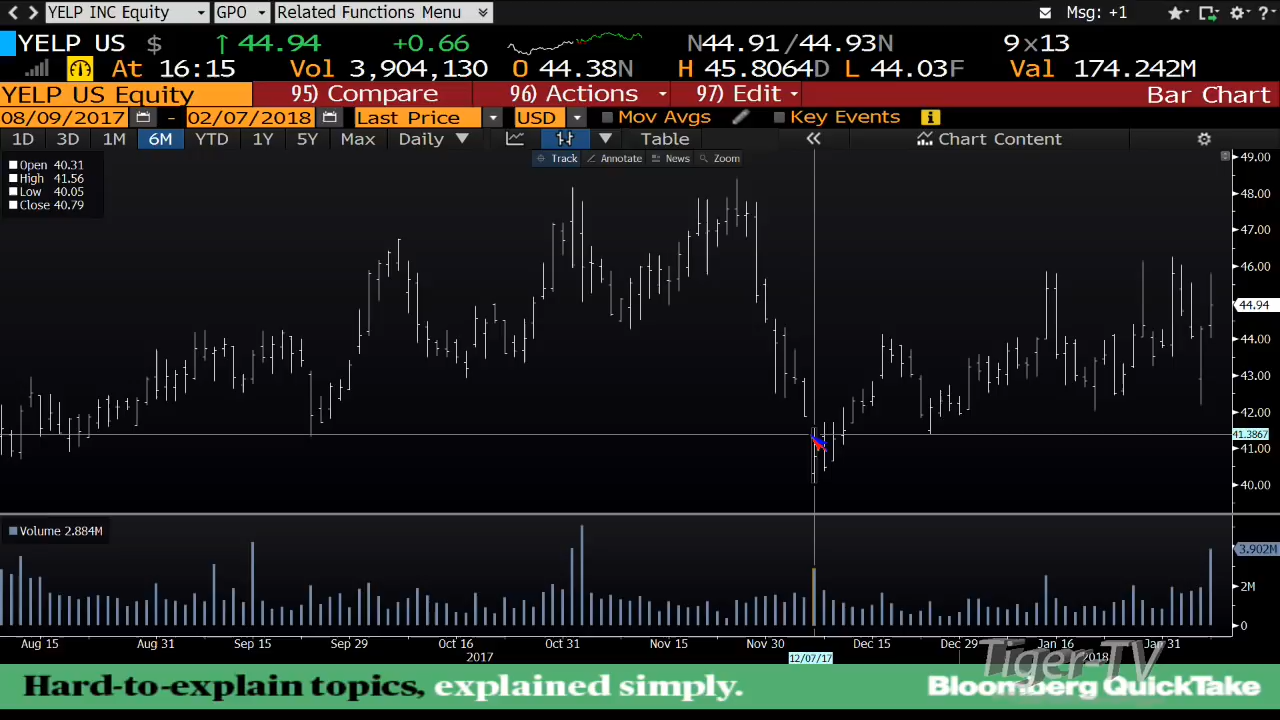 YELP INC Equity GPO Related Functions Menu Msg: +1 ?
YELP US $ ↑ 44.94 +0.66 N44.91 /44.93N 9 x13
At 16:15 Vol 3,904,130 O 44.38N H 45.8064D L 44.03F Val 174.242M
YELP US Equity 95) Compare 96) Actions 97) Edit Bar Chart
08/09/2017 - 02/07/2018 Last Price USD Mov Avgs Key Events i
1D 3D 1M 6M YTD 1Y 5Y Max Daily ▼ Table « Chart Content
Track Annotate News Zoom
Open 40.31
High 41.56
Low 40.05
Close 40.79
49.00
48.00
47.00
46.00
44.94
44.00
43.00
42.00
41.3867
41.00
40.00
Volume 2.884M
3.902M
2M
0
Aug 15 Aug 31 Sep 15 Sep 29 Oct 16 Oct 31 Nov 15 Nov 30 Dec 15 Dec 29 Jan 16 Jan 31
2017 12/07/17 2018
Tiger-TV
Hard-to-explain topics, explained simply. Bloomberg QuickTake